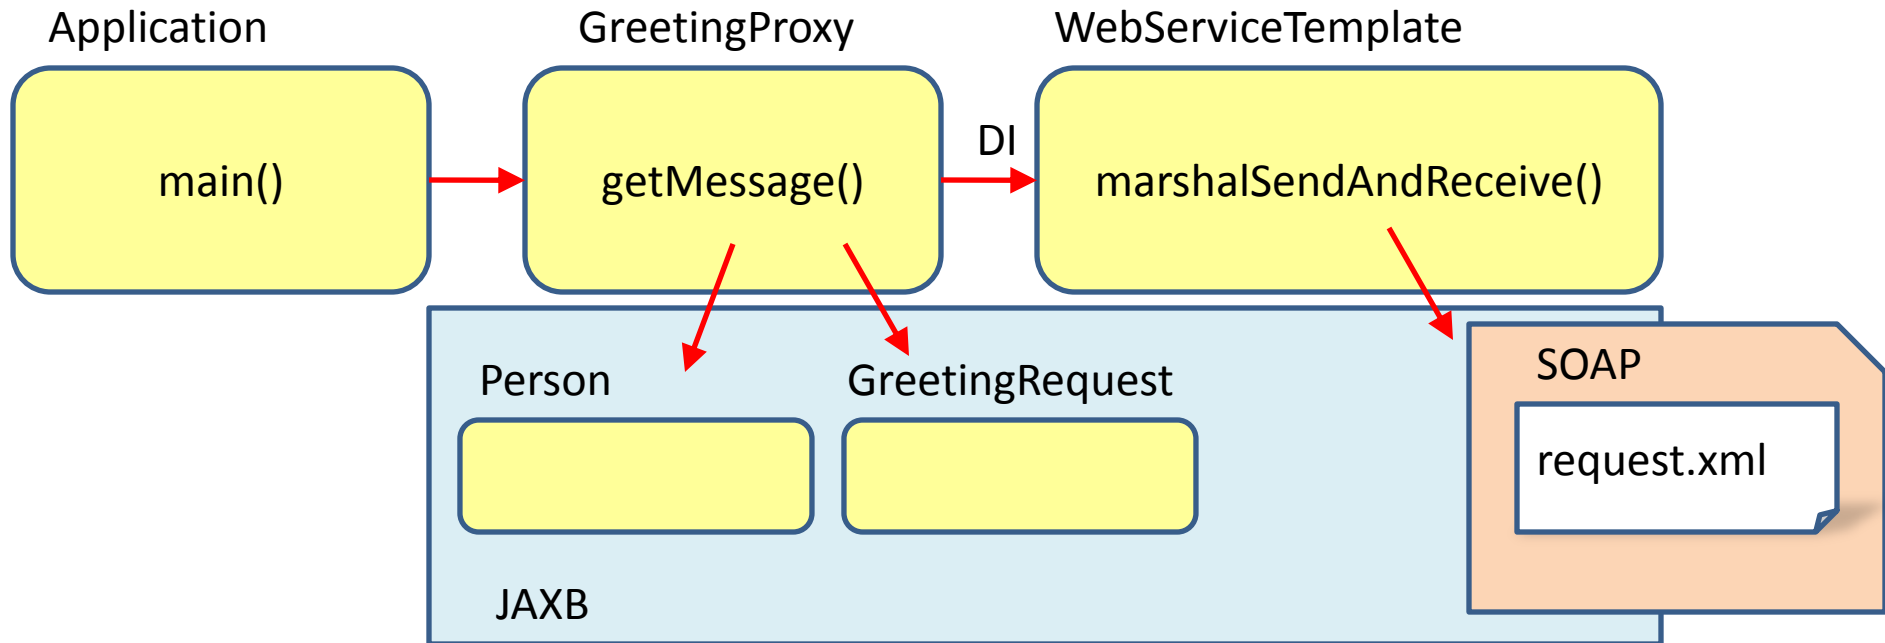 Application
GreetingProxy
WebServiceTemplate
main()
getMessage()
DI
marshalSendAndReceive()
Person
GreetingRequest
SOAP
request.xml
JAXB